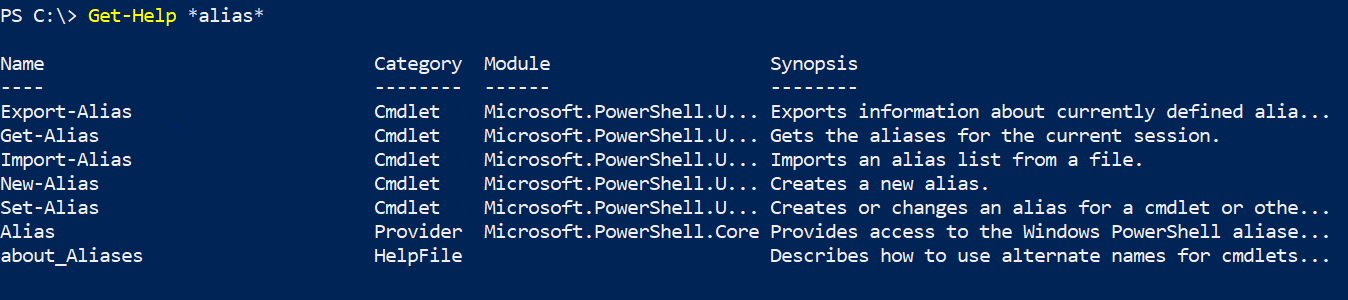 PS C:\> Get-Help *alias*
Name Category Module Synopsis
---- -------- ------ --------
Export-Alias Cmdlet Microsoft.PowerShell.U... Exports information about currently defined alia...
Get-Alias Cmdlet Microsoft.PowerShell.U... Gets the aliases for the current session.
Import-Alias Cmdlet Microsoft.PowerShell.U... Imports an alias list from a file.
New-Alias Cmdlet Microsoft.PowerShell.U... Creates a new alias.
Set-Alias Cmdlet Microsoft.PowerShell.U... Creates or changes an alias for a cmdlet or othe...
Alias Provider Microsoft.PowerShell.Core Provides access to the Windows PowerShell aliase...
about_Aliases HelpFile Describes how to use alternate names for cmdlets...